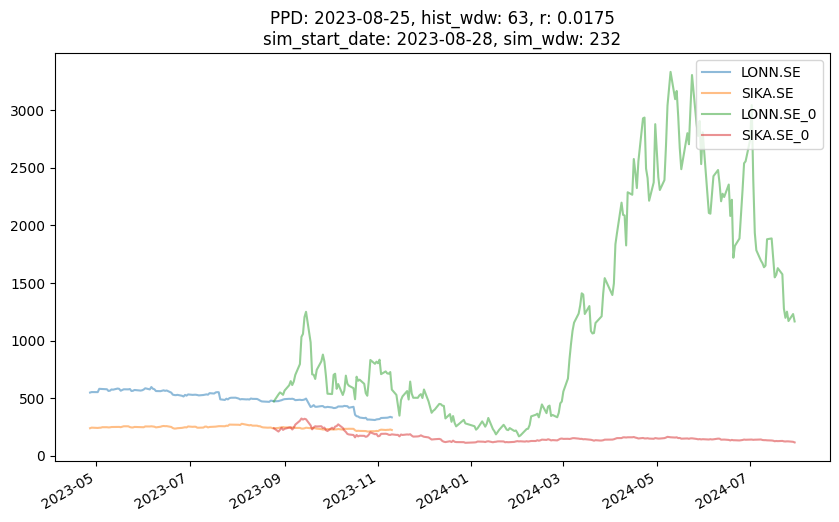 PPD: 2023-08-25, hist_wdw: 63, r: 0.0175
sim_start_date: 2023-08-28, sim_wdw: 232
LONN.SE
SIKA.SE
LONN.SE_0
SIKA.SE_0
3000
2500
2000
1500
1000
500
0
2023-05
2023-07
2023-09
2023-11
2024-01
2024-03
2024-05
2024-07